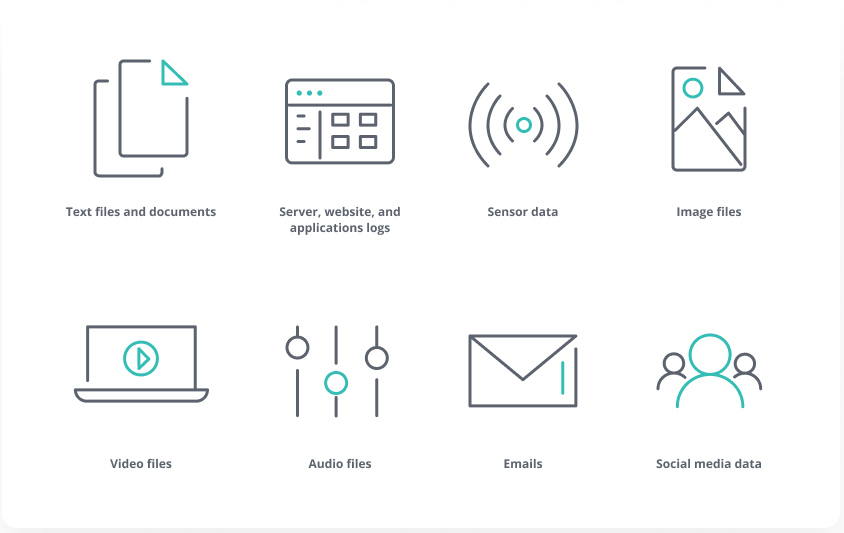 Text files and documents
Server, website, and
applications logs
Sensor data
Image files
Video files
Audio files
Emails
Social media data